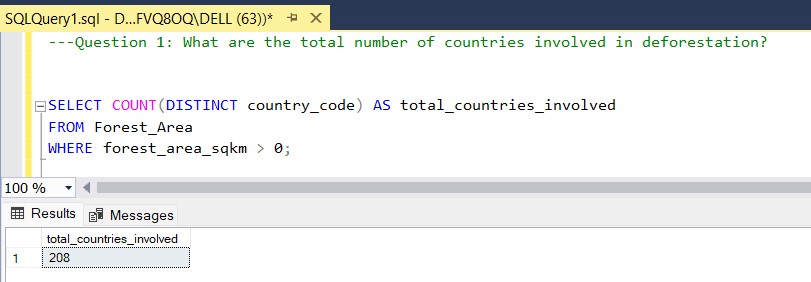 SQLQuery1.sql - D...FVQ8OQ\DELL (63))*
---Question 1: What are the total number of countries involved in deforestation?
SELECT COUNT(DISTINCT country_code) AS total_countries_involved
FROM Forest_Area
WHERE forest_area_sqkm > 0;
100 %
Results Messages
total_countries_involved
1 208